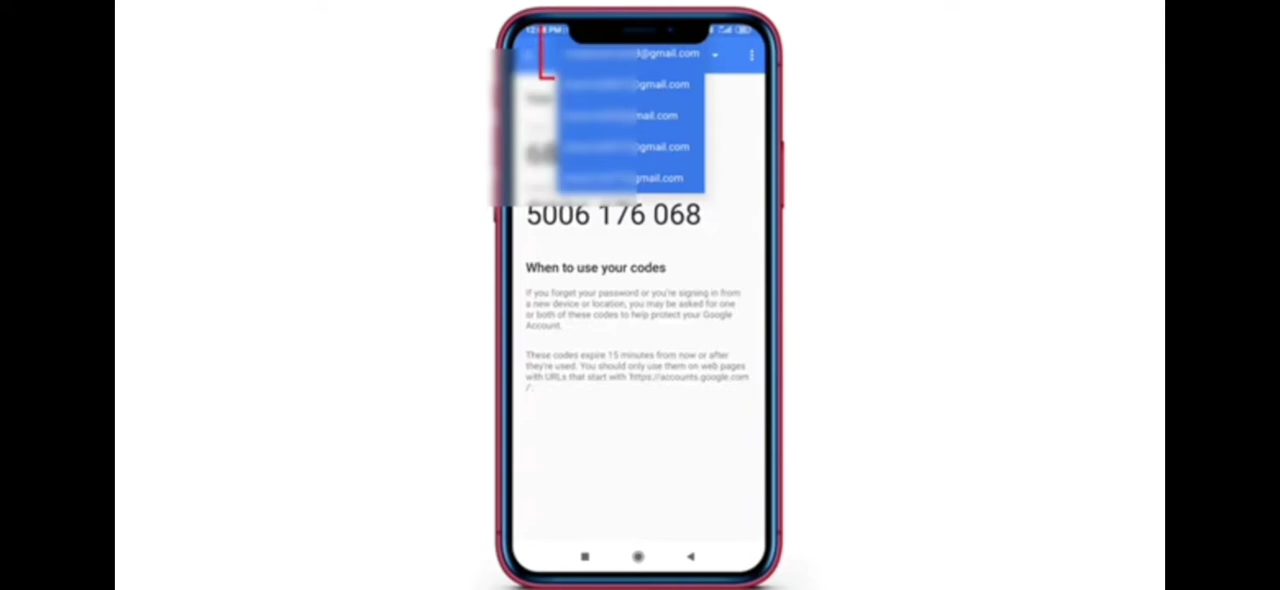 @gmail.com
@gmail.com
mail.com
@gmail.com
gmail.com
5006 176 068
When to use your codes
If you forget your password or you're signing in from
a new device or location, you may be asked for one
or both of these codes to help protect your Google
Account.
These codes expire 15 minutes from now or after
they're used. You should only use them on web pages
with URLs that start with 'https://accounts.google.com
/'.